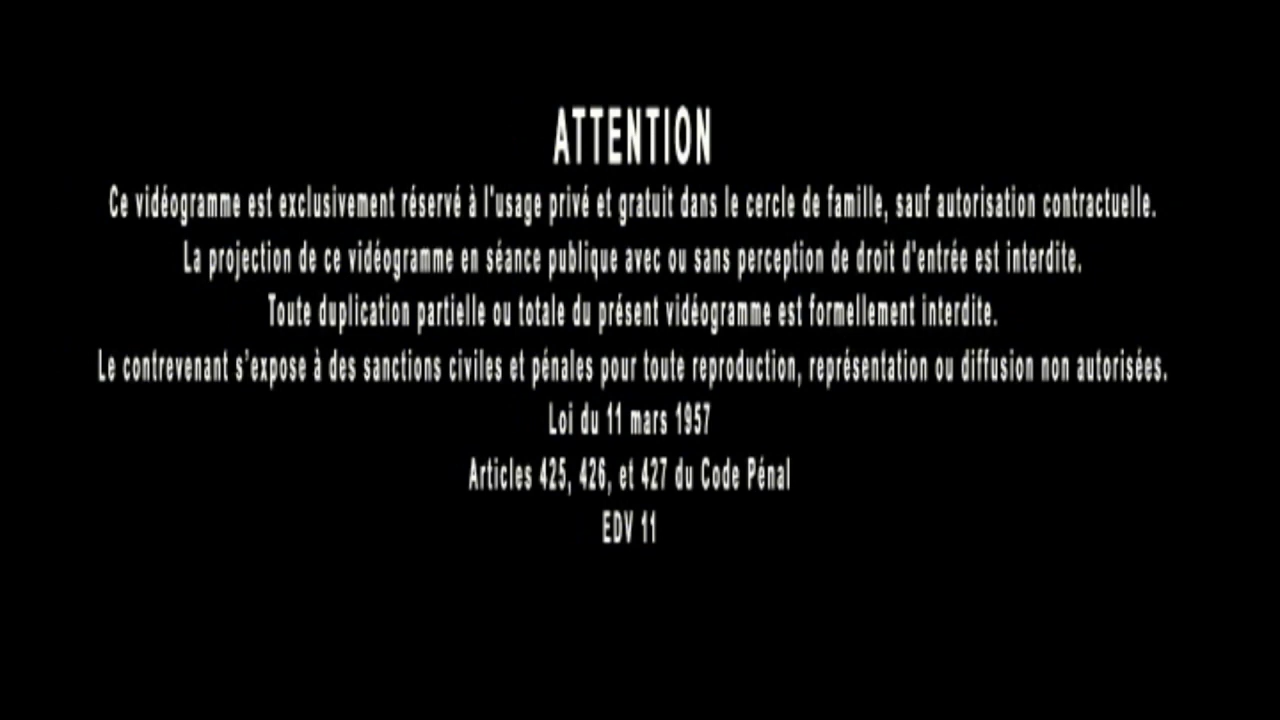 ATTENTION
Ce vidéogramme est exclusivement réservé à l'usage privé et gratuit dans le cercle de famille, sauf autorisation contractuelle.
La projection de ce vidéogramme en séance publique avec ou sans perception de droit d'entrée est interdite.
Toute duplication partielle ou totale du présent vidéogramme est formellement interdite.
Le contrevenant s'expose à des sanctions civiles et pénales pour toute reproduction, représentation ou diffusion non autorisées.
Loi du 11 mars 1957
Articles 425, 426, et 427 du Code Pénal
EDV 11